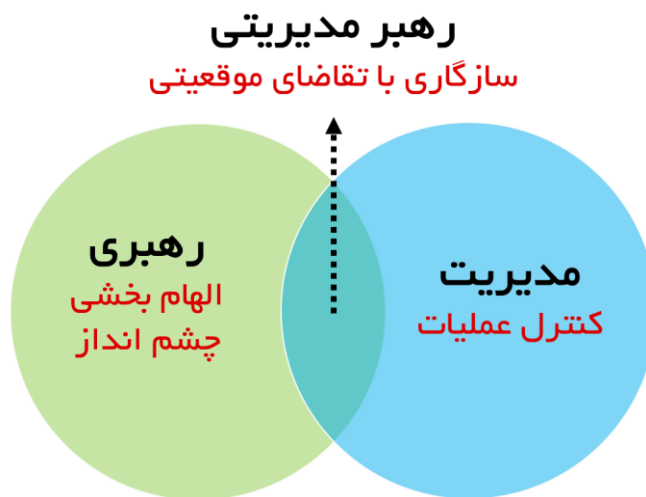 رهبر مدیریتی
سازگاری با تقاضای موقعیتی
مدیریت
کنترل عملیات
رهبری
الهام بخشی
چشم انداز